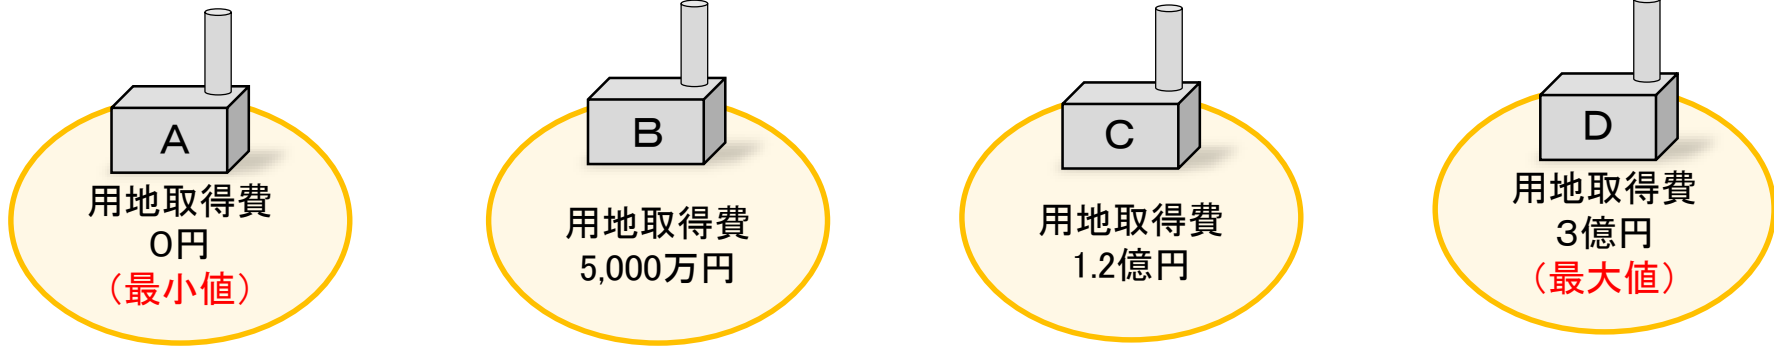 A
用地取得費
0円
（最小値）
B
用地取得費
5,000万円
C
用地取得費
1.2億円
D
用地取得費
3億円
（最大値）